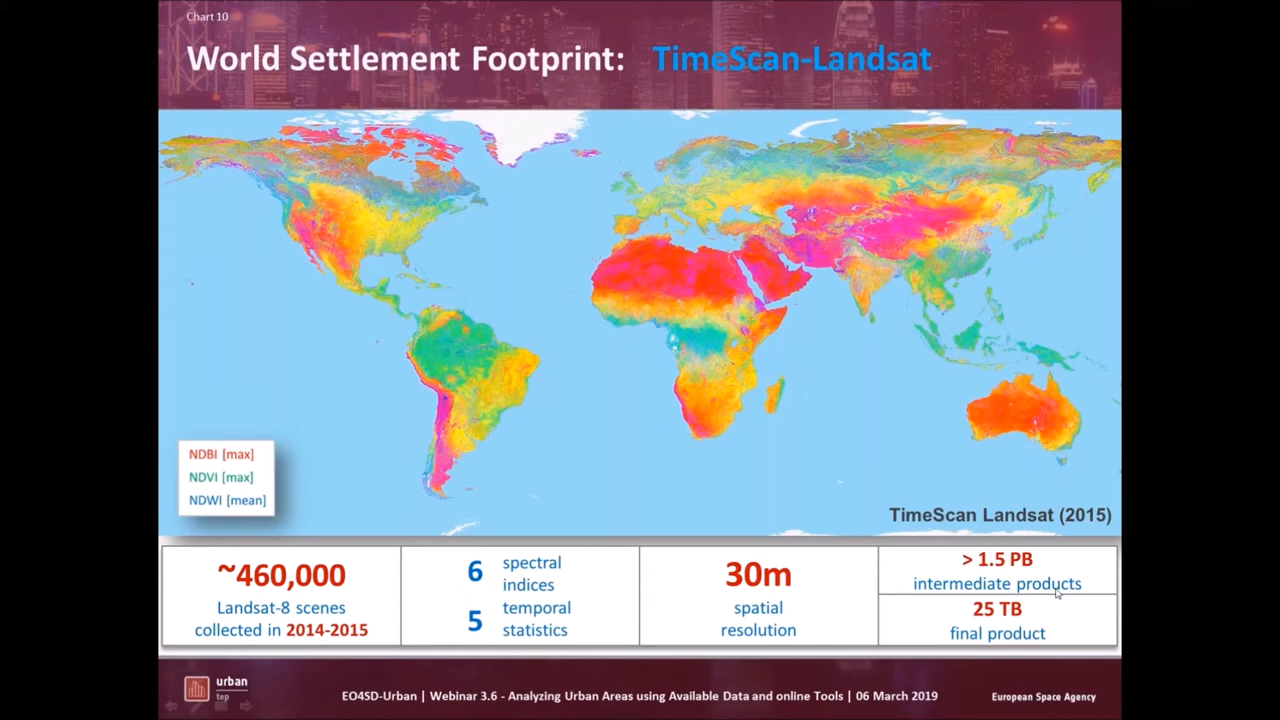 Chart 10
World Settlement Footprint: TimeScan-Landsat
NDBI [max]
NDVI [max]
NDWI [mean]
TimeScan Landsat (2015)
~460,000
Landsat-8 scenes
collected in 2014-2015
6 spectral
indices
5 temporal
statistics
30m
spatial
resolution
> 1.5 PB
intermediate products
25 TB
final product
urban
tep
EO4SD-Urban | Webinar 3.6 - Analyzing Urban Areas using Available Data and online Tools | 06 March 2019
European Space Agency